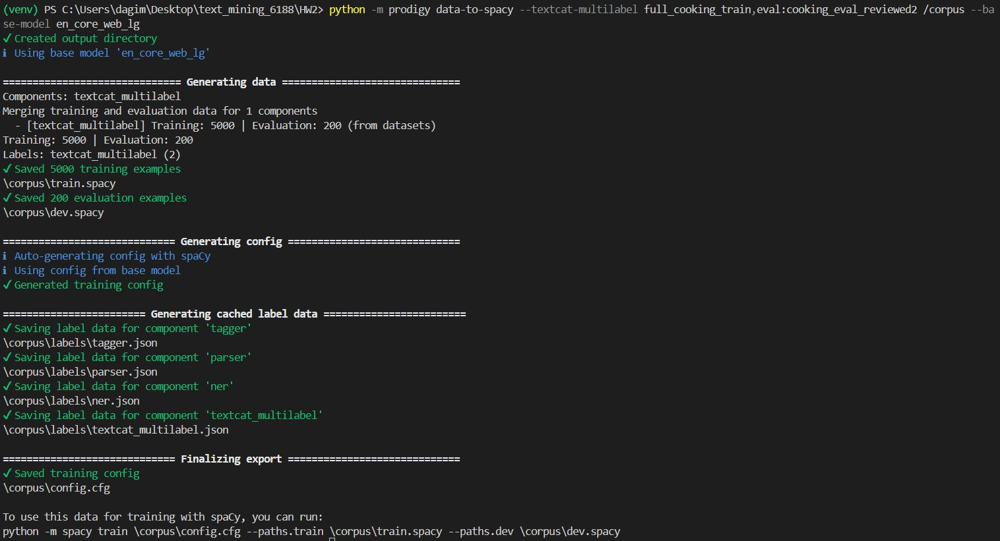 (venv) PS C:\Users\dagim\Desktop\text_mining_6188\HW2> python -m prodigy data-to-spacy --textcat-multilabel full_cooking_train,eval:cooking_eval_reviewed2 /corpus --ba
se-model en_core_web_lg
✔ Created output directory
ℹ Using base model 'en_core_web_lg'
============================== Generating data ==============================
Components: textcat_multilabel
Merging training and evaluation data for 1 components
  - [textcat_multilabel] Training: 5000 | Evaluation: 200 (from datasets)
Training: 5000 | Evaluation: 200
Labels: textcat_multilabel (2)
✔ Saved 5000 training examples
\corpus\train.spacy
✔ Saved 200 evaluation examples
\corpus\dev.spacy
============================= Generating config =============================
ℹ Auto-generating config with spaCy
ℹ Using config from base model
✔ Generated training config
======================== Generating cached label data ========================
✔ Saving label data for component 'tagger'
\corpus\labels\tagger.json
✔ Saving label data for component 'parser'
\corpus\labels\parser.json
✔ Saving label data for component 'ner'
\corpus\labels\ner.json
✔ Saving label data for component 'textcat_multilabel'
\corpus\labels\textcat_multilabel.json
============================= Finalizing export =============================
✔ Saved training config
\corpus\config.cfg
To use this data for training with spaCy, you can run:
python -m spacy train \corpus\config.cfg --paths.train \corpus\train.spacy --paths.dev \corpus\dev.spacy